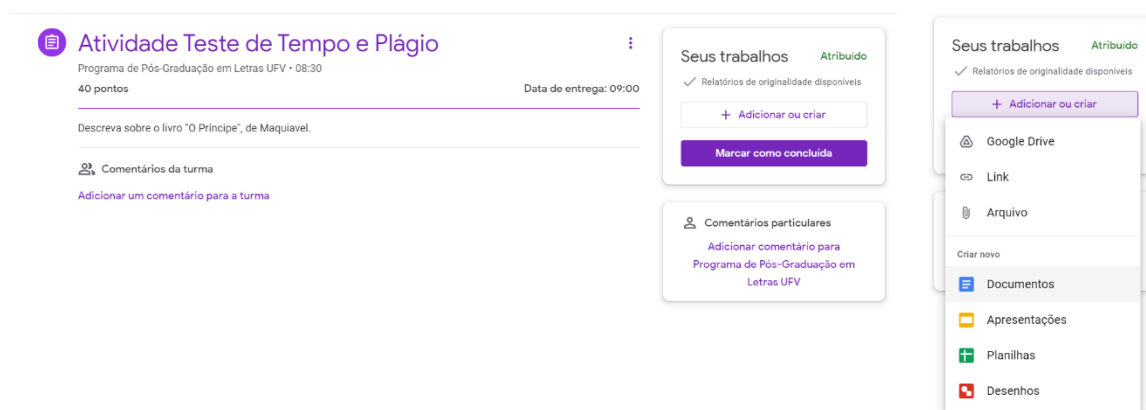 Atividade Teste de Tempo e Plágio
Programa de Pós-Graduação em Letras UFV • 08:30
40 pontos
Data de entrega: 09:00
Descreva sobre o livro "O Príncipe", de Maquiavel.
Comentários da turma
Adicionar um comentário para a turma
Seus trabalhos
Atribuído
Relatórios de originalidade disponíveis
+ Adicionar ou criar
Marcar como concluída
Comentários particulares
Adicionar comentário para
Programa de Pós-Graduação em
Letras UFV
Seus trabalhos
Atribuído
Relatórios de originalidade disponíveis
+ Adicionar ou criar
Google Drive
Link
Arquivo
Criar novo
Documentos
Apresentações
Planilhas
Desenhos